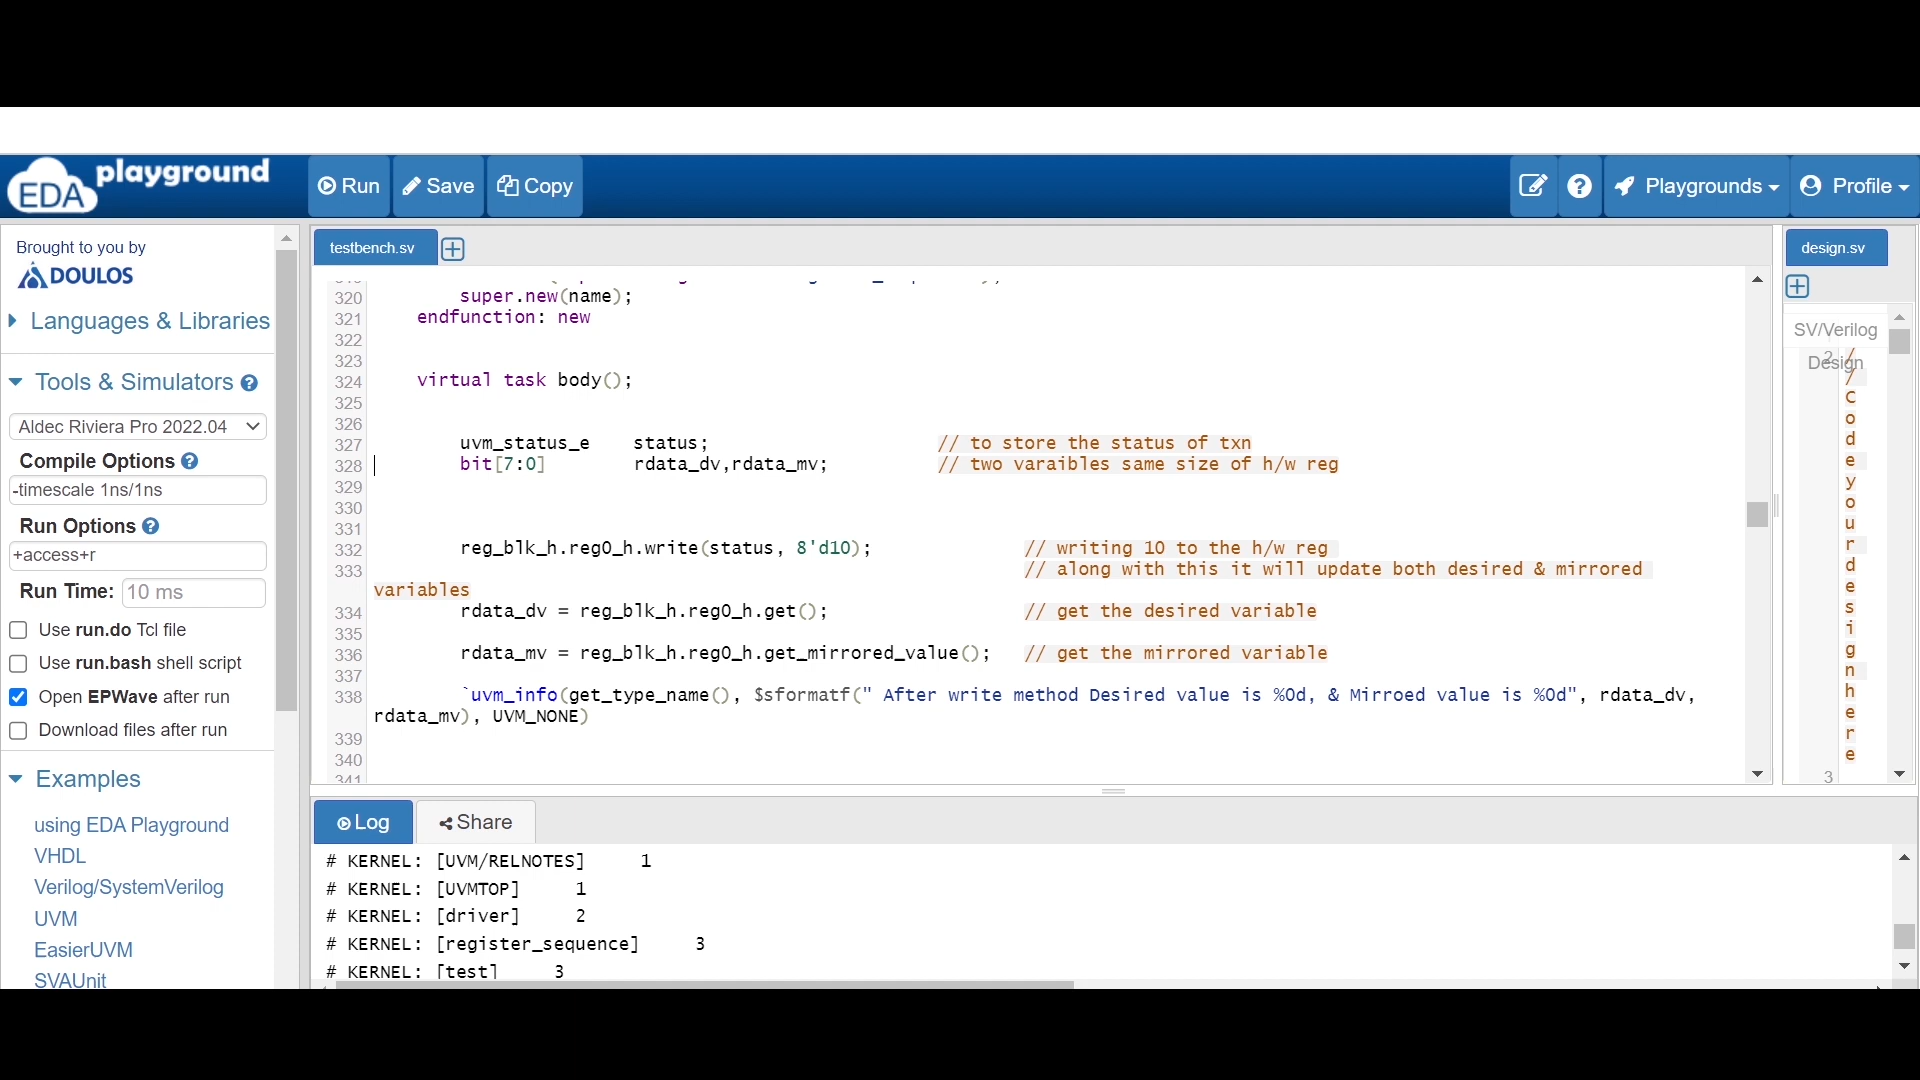 EDA playground
Run
Save
Copy
Playgrounds
Profile
Brought to you by
DOULOS
Languages & Libraries
Tools & Simulators
Aldec Riviera Pro 2022.04
Compile Options
-timescale 1ns/1ns
Run Options
+access+r
Run Time: 10 ms
Use run.do Tcl file
Use run.bash shell script
Open EPWave after run
Download files after run
Examples
using EDA Playground
VHDL
Verilog/SystemVerilog
UVM
EasierUVM
SVAUnit
testbench.sv
320 super.new(name);
321 endfunction: new
322
323
324 virtual task body();
325
326
327 uvm_status_e status; // to store the status of txn
328 bit[7:0] rdata_dv,rdata_mv; // two varaibles same size of h/w reg
329
330
331
332 reg_blk_h.reg0_h.write(status, 8'd10); // writing 10 to the h/w reg
333 // along with this it will update both desired & mirrored
variables
334 rdata_dv = reg_blk_h.reg0_h.get(); // get the desired variable
335
336 rdata_mv = reg_blk_h.reg0_h.get_mirrored_value(); // get the mirrored variable
337
338 `uvm_info(get_type_name(), $sformatf(" After write method Desired value is %0d, & Mirroed value is %0d", rdata_dv,
rdata_mv), UVM_NONE)
339
340
341
design.sv
SV/Verilog
Design
2 // Code your design here
3
Log
Share
# KERNEL: [UVM/RELNOTES] 1
# KERNEL: [UVMTOP] 1
# KERNEL: [driver] 2
# KERNEL: [register_sequence] 3
# KERNEL: [test] 3